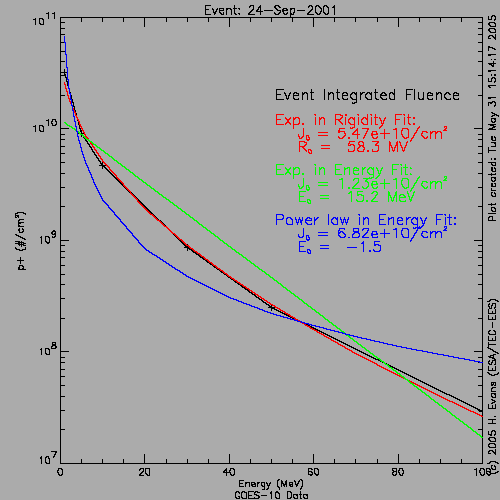 Event: 24-Sep-2001
10¹¹
10¹⁰
10⁹
10⁸
10⁷
p+ (#/cm²)
Event Integrated Fluence
Exp. in Rigidity Fit:
J₀ = 5.47e+10/cm²
R₀ = 58.3 MV
Exp. in Energy Fit:
J₀ = 1.23e+10/cm²
E₀ = 15.2 MeV
Power law in Energy Fit:
J₀ = 6.82e+10/cm²
E₀ = -1.5
0 20 40 60 80 100
Energy (MeV)
GOES-10 Data
Plot created: Tue May 31 15:14:17 2005
(c) 2005 H. Evans (ESA/TEC-EES)